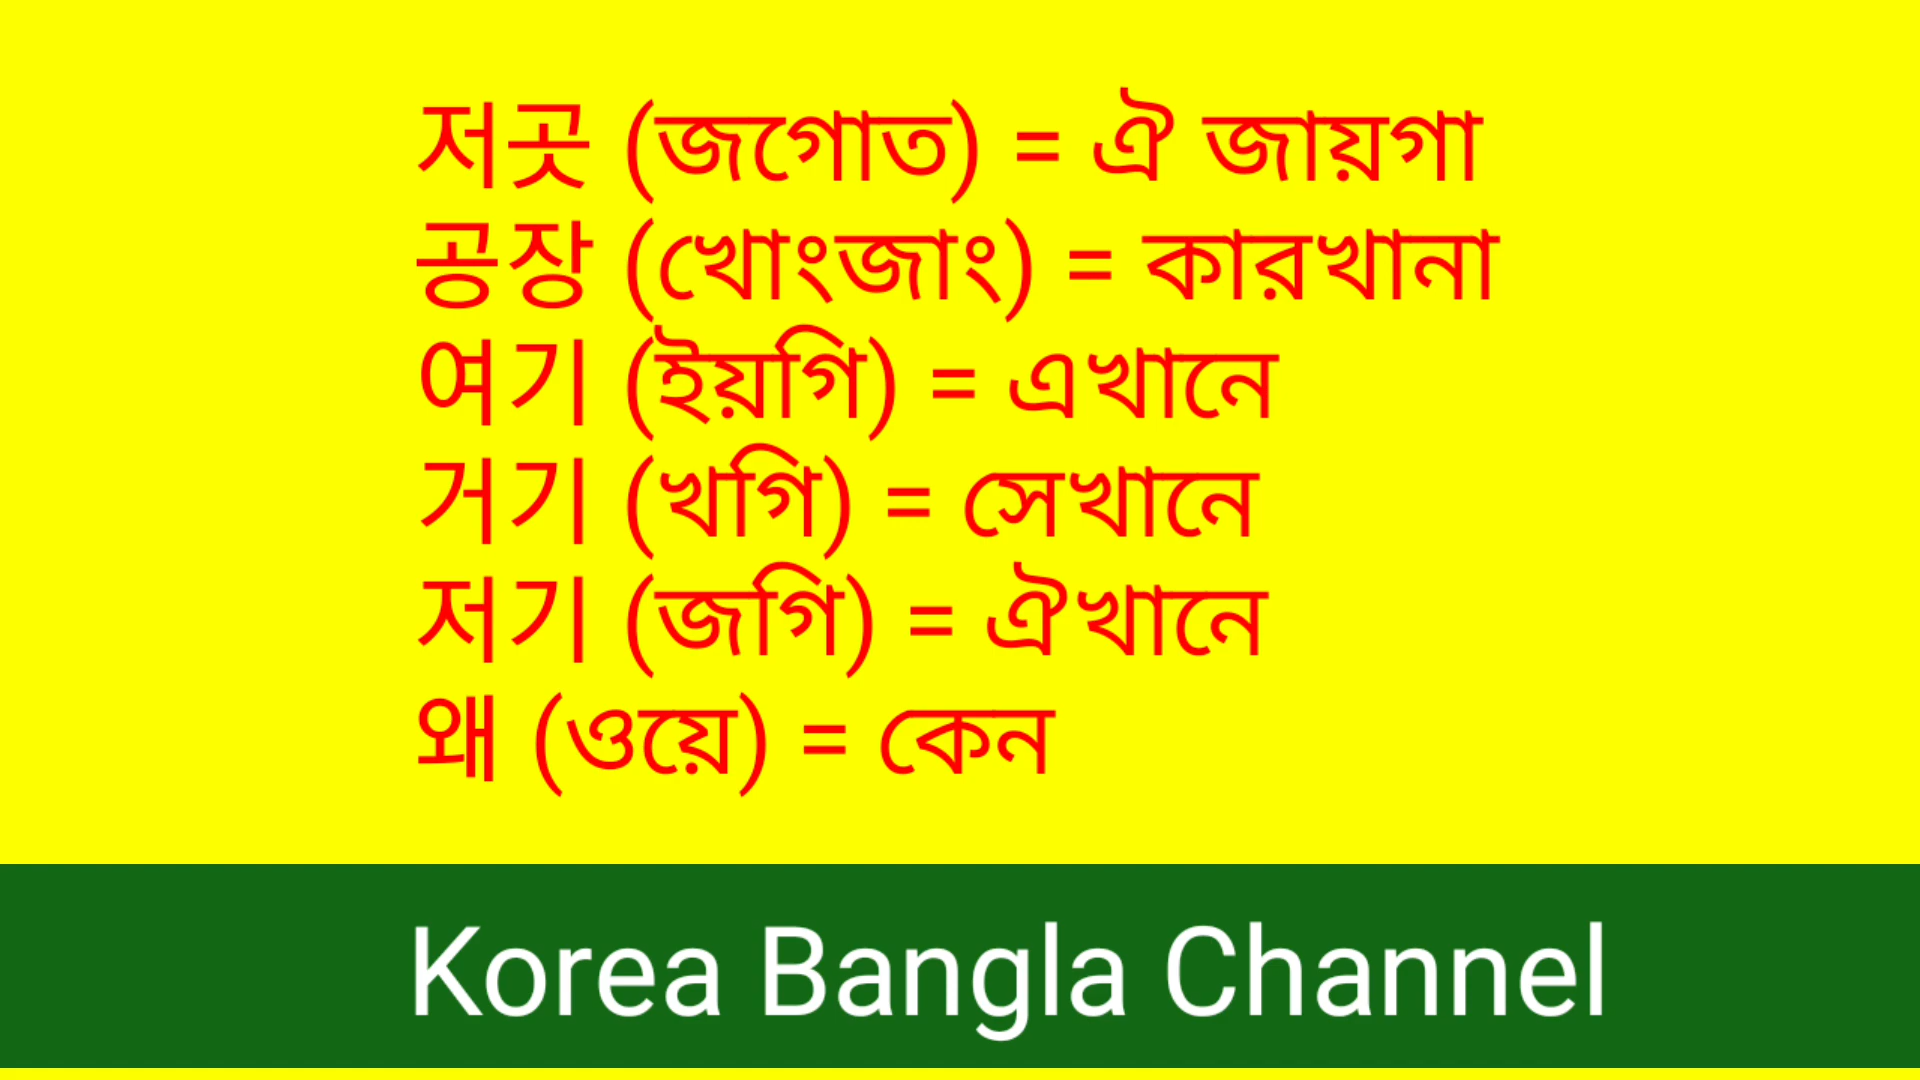 저곳 (জগোত) = ঐ জায়গা
공장 (খোংজাং) = কারখানা
여기 (ইয়গি) = এখানে
거기 (খগি) = সেখানে
저기 (জগি) = ঐখানে
왜 (ওয়ে) = কেন
Korea Bangla Channel